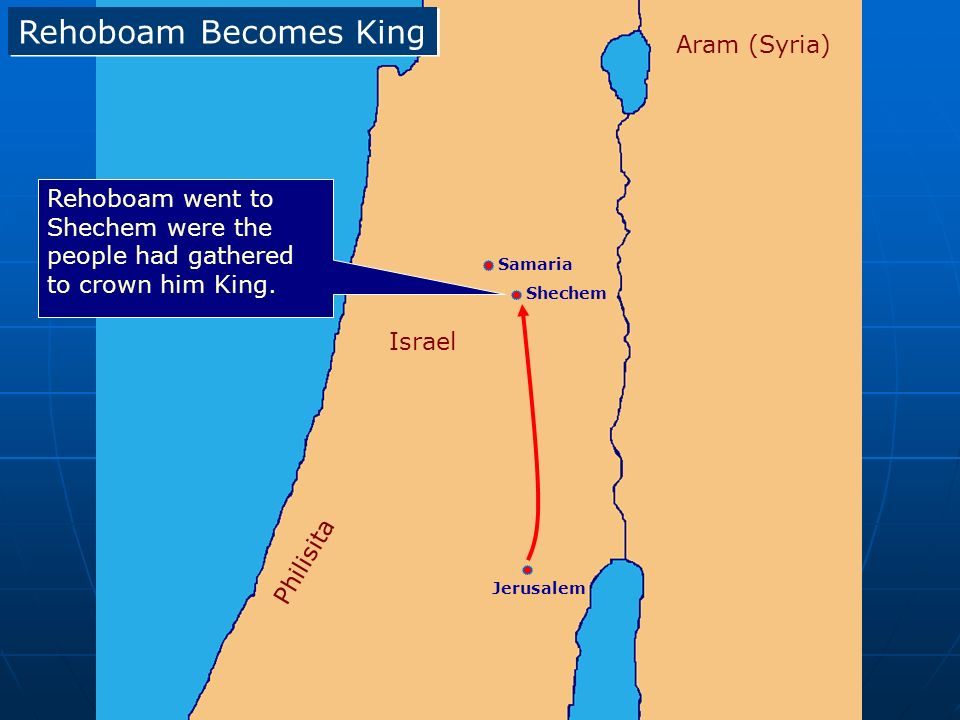 Rehoboam Becomes King
Aram (Syria)
Rehoboam went to
Shechem were the
people had gathered
to crown him King.
Samaria
Shechem
Israel
Philisita
Jerusalem